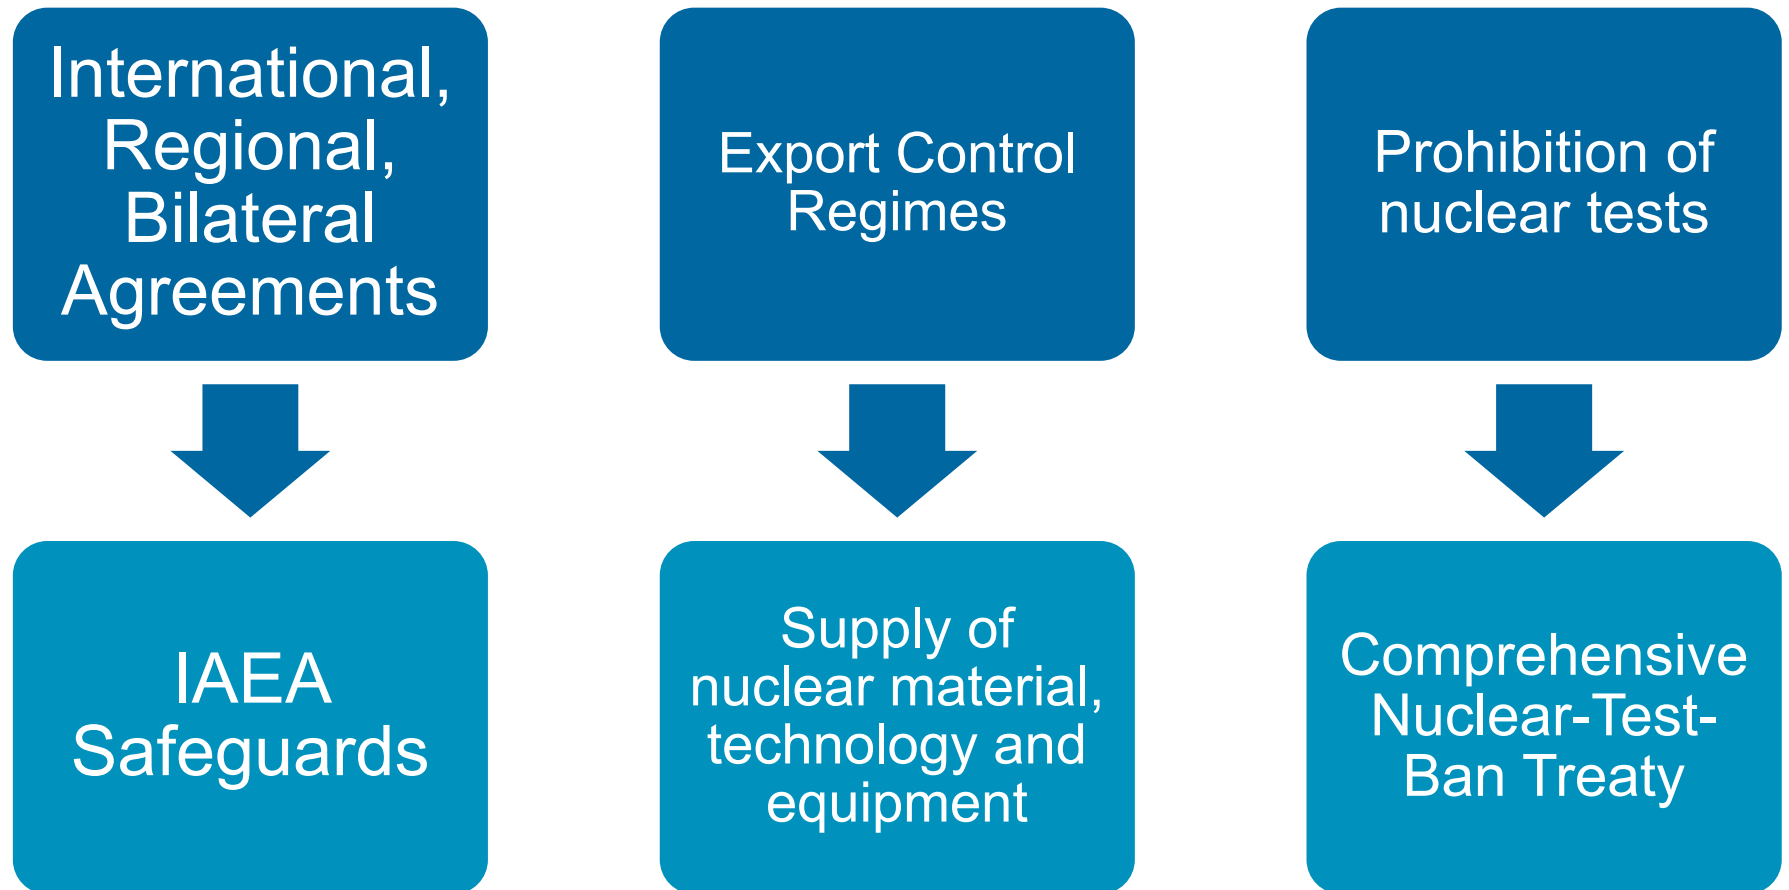 International,
Regional,
Bilateral
Agreements
Export Control
Regimes
Prohibition of
nuclear tests
IAEA
Safeguards
Supply of
nuclear material,
technology and
equipment
Comprehensive
Nuclear-Test-
Ban Treaty